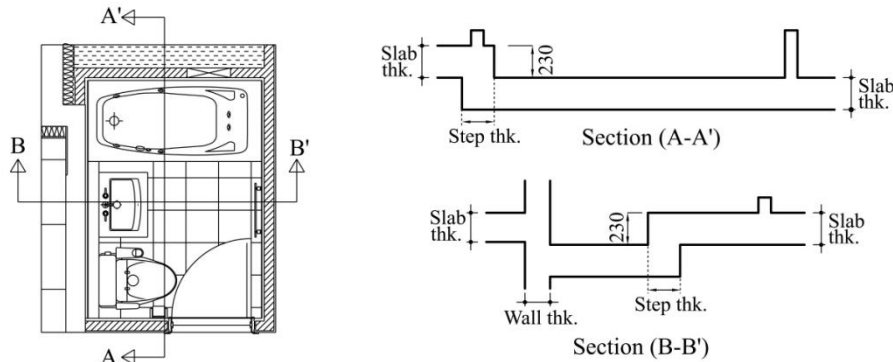 A'
B
B'
A
Slab
thk.
230
Slab
thk.
Step thk.
Section (A-A')
Slab
thk.
230
Slab
thk.
Wall thk.
Step thk.
Section (B-B')